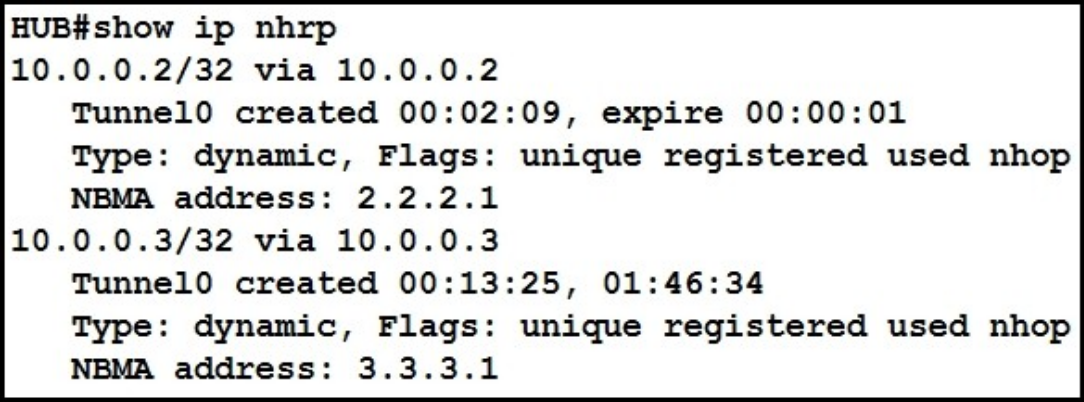 HUB#show ip nhrp
10.0.0.2/32 via 10.0.0.2
Tunnel0 created 00:02:09, expire 00:00:01
Type: dynamic, Flags: unique registered used nhop
NBMA address: 2.2.2.1
10.0.0.3/32 via 10.0.0.3
Tunnel0 created 00:13:25, 01:46:34
Type: dynamic, Flags: unique registered used nhop
NBMA address: 3.3.3.1